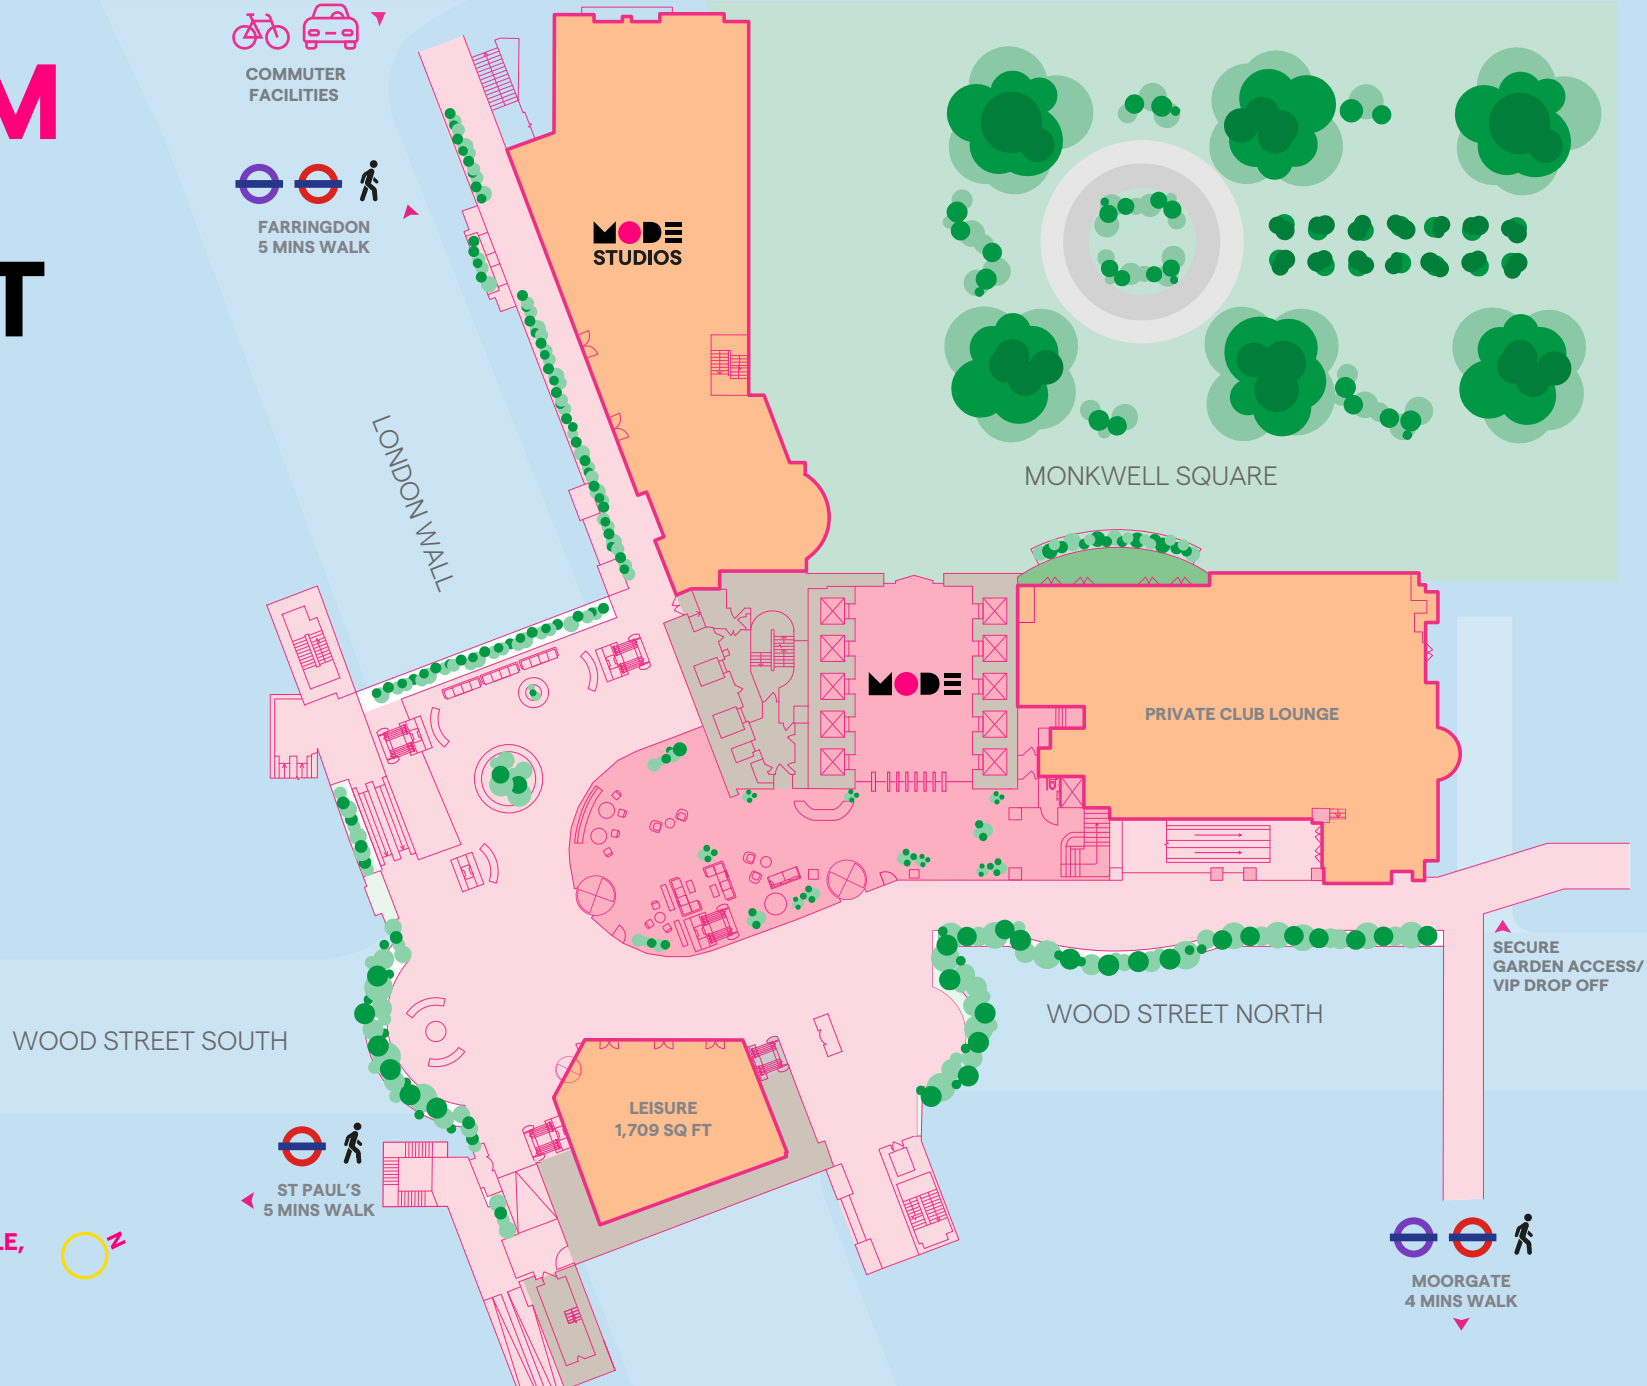 M
T
COMMUTER
FACILITIES
FARRINGDON
5 MINS WALK
MODE
STUDIOS
LONDON WALL
MONKWELL SQUARE
MODE
PRIVATE CLUB LOUNGE
SECURE
GARDEN ACCESS/
VIP DROP OFF
WOOD STREET SOUTH
WOOD STREET NORTH
LEISURE
1,709 SQ FT
ST PAUL'S
5 MINS WALK
LE,
N
MOORGATE
4 MINS WALK